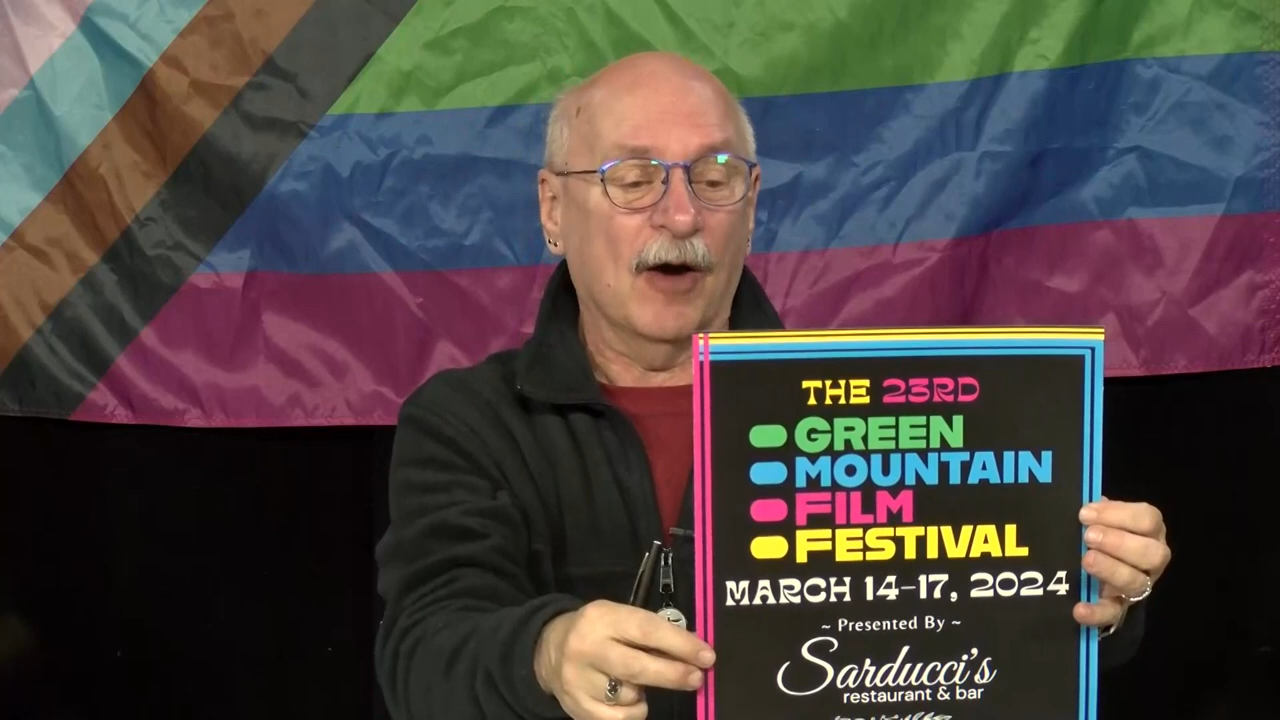 THE 23RD
GREEN
MOUNTAIN
FILM
FESTIVAL
MARCH 14-17, 2024
~ Presented By ~
Sarducci's
restaurant & bar